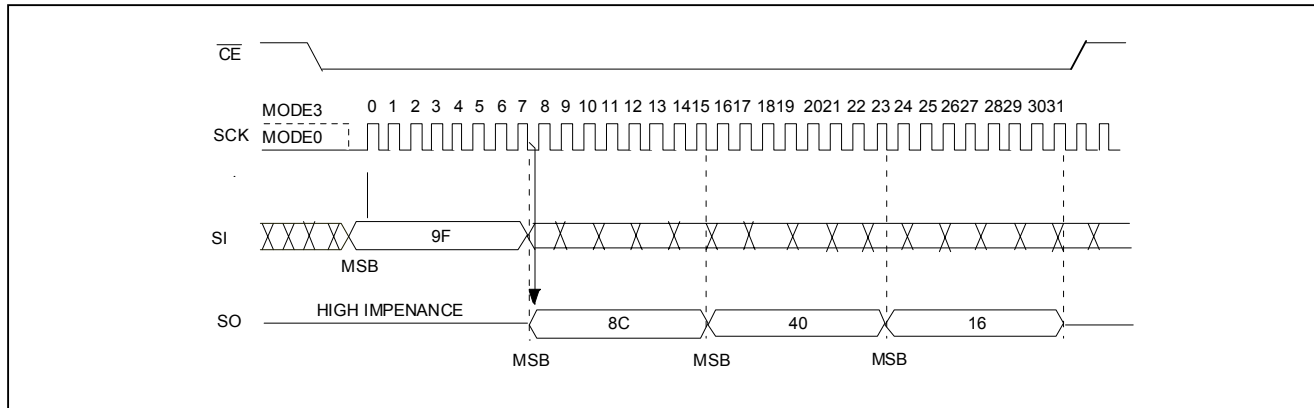 CE
MODE3
0 1 2 3 4 5 6 7 8 9 10 11 12 13 1415 1617 1819 2021 22 23 24 25 2627 2829 3031
SCK
MODE0
SI
9F
MSB
SO
HIGH IMPENANCE
8C
40
16
MSB
MSB
MSB